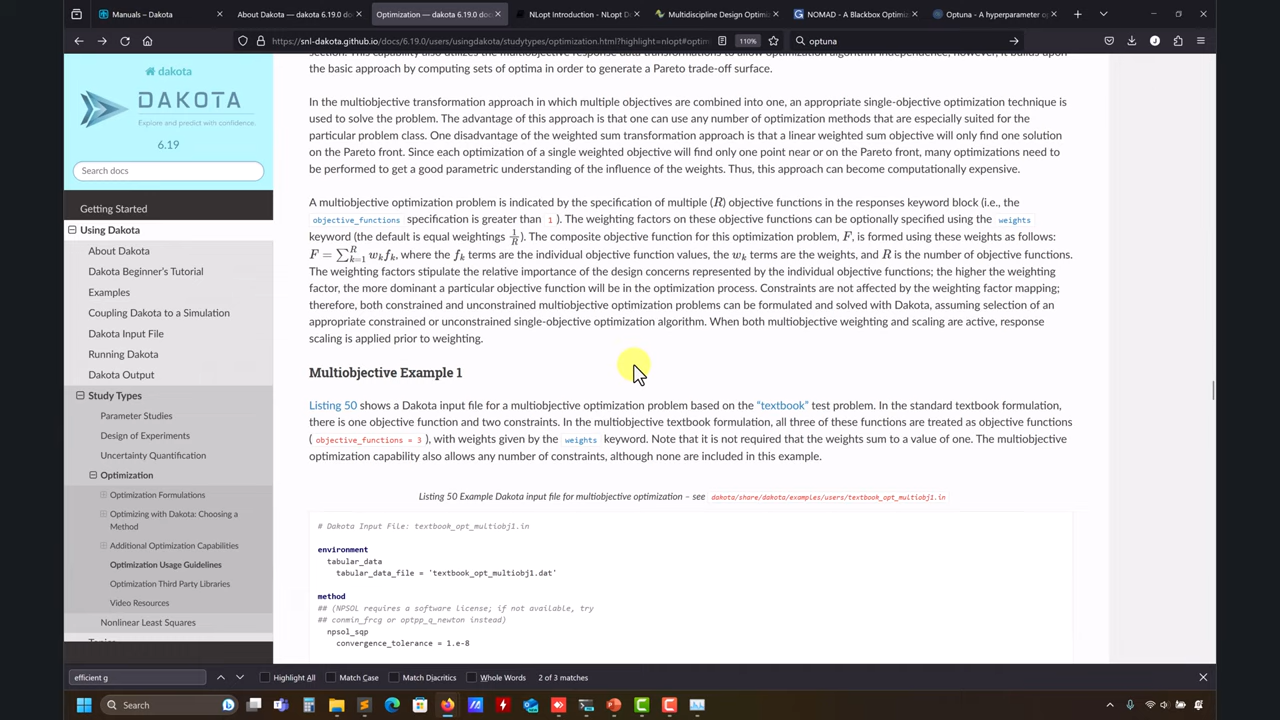 Manuals – Dakota
About Dakota — dakota 6.19.0 do
Optimization — dakota 6.19.0 do
NLopt Introduction - NLopt Do
Multidiscipline Design Optimiza
NOMAD - A Blackbox Optimiz
Optuna - A hyperparameter o
https://snl-dakota.github.io/docs/6.19.0/users/usingdakota/studytypes/optimization.html?highlight=nlopt#optim
110%
optuna
dakota
DAKOTA
Explore and predict with confidence.
6.19
Search docs
Getting Started
Using Dakota
About Dakota
Dakota Beginner's Tutorial
Examples
Coupling Dakota to a Simulation
Dakota Input File
Running Dakota
Dakota Output
Study Types
Parameter Studies
Design of Experiments
Uncertainty Quantification
Optimization
Optimization Formulations
Optimizing with Dakota: Choosing a
Method
Additional Optimization Capabilities
Optimization Usage Guidelines
Optimization Third Party Libraries
Video Resources
Nonlinear Least Squares
upon the basic approach by computing sets of optima in order to generate a Pareto trade-off surface.
In the multiobjective transformation approach in which multiple objectives are combined into one, an appropriate single-objective optimization technique is
used to solve the problem. The advantage of this approach is that one can use any number of optimization methods that are especially suited for the
particular problem class. One disadvantage of the weighted sum transformation approach is that a linear weighted sum objective will only find one solution
on the Pareto front. Since each optimization of a single weighted objective will find only one point near or on the Pareto front, many optimizations need to
be performed to get a good parametric understanding of the influence of the weights. Thus, this approach can become computationally expensive.
A multiobjective optimization problem is indicated by the specification of multiple (R) objective functions in the responses keyword block (i.e., the
objective_functions specification is greater than 1 ). The weighting factors on these objective functions can be optionally specified using the weights
keyword (the default is equal weightings 1/R). The composite objective function for this optimization problem, F, is formed using these weights as follows:
F = ∑_{k=1}^{R} w_k f_k, where the f_k terms are the individual objective function values, the w_k terms are the weights, and R is the number of objective functions.
The weighting factors stipulate the relative importance of the design concerns represented by the individual objective functions; the higher the weighting
factor, the more dominant a particular objective function will be in the optimization process. Constraints are not affected by the weighting factor mapping;
therefore, both constrained and unconstrained multiobjective optimization problems can be formulated and solved with Dakota, assuming selection of an
appropriate constrained or unconstrained single-objective optimization algorithm. When both multiobjective weighting and scaling are active, response
scaling is applied prior to weighting.
Multiobjective Example 1
Listing 50 shows a Dakota input file for a multiobjective optimization problem based on the "textbook" test problem. In the standard textbook formulation,
there is one objective function and two constraints. In the multiobjective textbook formulation, all three of these functions are treated as objective functions
( objective_functions = 3 ), with weights given by the weights keyword. Note that it is not required that the weights sum to a value of one. The multiobjective
optimization capability also allows any number of constraints, although none are included in this example.
Listing 50 Example Dakota input file for multiobjective optimization – see dakota/share/dakota/examples/users/textbook_opt_multiobj1.in
# Dakota Input File: textbook_opt_multiobj1.in
environment
tabular_data
tabular_data_file = 'textbook_opt_multiobj1.dat'
method
## (NPSOL requires a software license; if not available, try
## conmin_frcg or optpp_q_newton instead)
npsol_sqp
convergence_tolerance = 1.e-8
efficient g
Highlight All
Match Case
Match Diacritics
Whole Words
2 of 3 matches
Search